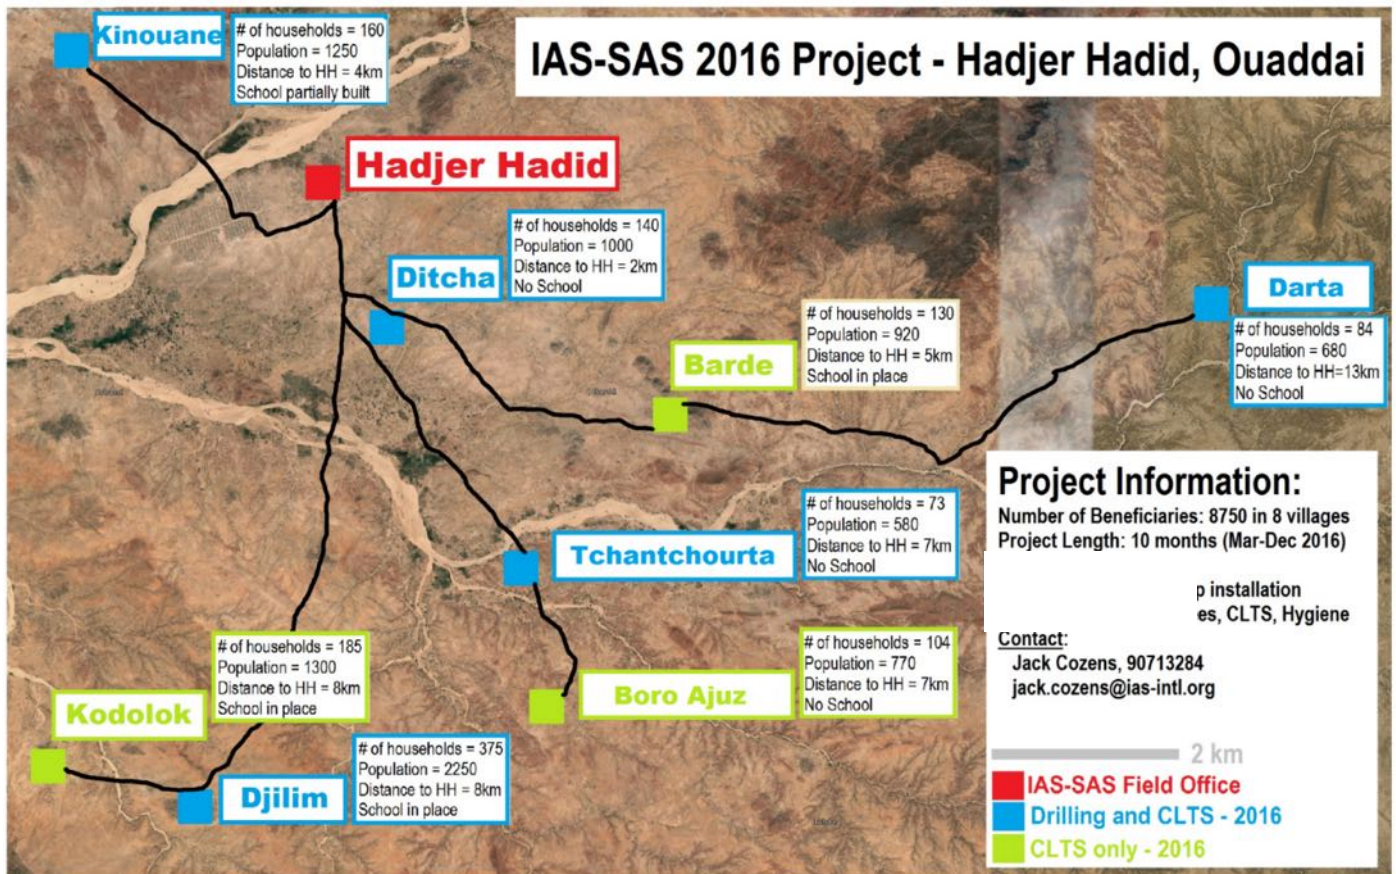 IAS-SAS 2016 Project - Hadjer Hadid, Ouaddai
Kinouane
# of households = 160
Population = 1250
Distance to HH = 4km
School partially built
Hadjer Hadid
Ditcha
# of households = 140
Population = 1000
Distance to HH = 2km
No School
Barde
# of households = 130
Population = 920
Distance to HH = 5km
School in place
Darta
# of households = 84
Population = 680
Distance to HH=13km
No School
Tchantchourta
# of households = 73
Population = 580
Distance to HH = 7km
No School
Boro Ajuz
# of households = 104
Population = 770
Distance to HH = 7km
No School
Kodolok
# of households = 185
Population = 1300
Distance to HH = 8km
School in place
Djilim
# of households = 375
Population = 2250
Distance to HH = 8km
School in place
Project Information:
Number of Beneficiaries: 8750 in 8 villages
Project Length: 10 months (Mar-Dec 2016)
p installation
es, CLTS, Hygiene
Contact:
Jack Cozens, 90713284
jack.cozens@ias-intl.org
2 km
IAS-SAS Field Office
Drilling and CLTS - 2016
CLTS only - 2016